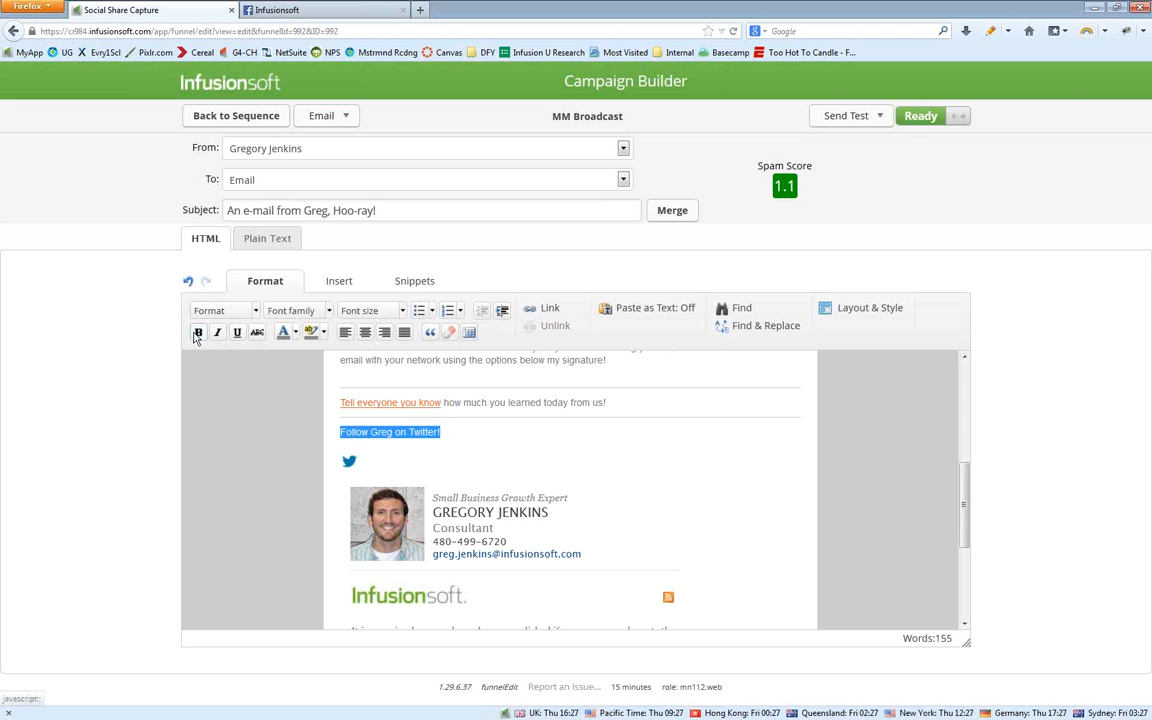 Firefox
Social Share Capture
Infusionsoft
https://cr984.infusionsoft.com/app/funnel/edit?view=edit&funnelId=992&ID=992
Google
MyApp UG Evry1Scl Pixlr.com Cereal G4-CH NetSuite NPS Mstrmnd Rcdng Canvas DFY Infusion U Research Most Visited Internal Basecamp Too Hot To Candle - F...
Infusionsoft
Campaign Builder
Back to Sequence
Email
MM Broadcast
Send Test
Ready
From: Gregory Jenkins
Spam Score
1.1
To: Email
Subject: An e-mail from Greg, Hoo-ray!
Merge
HTML
Plain Text
Format
Insert
Snippets
Format
Font family
Font size
Link
Paste as Text: Off
Find
Layout & Style
B I U ABC
Unlink
Find & Replace
email with your network using the options below my signature!
Tell everyone you know how much you learned today from us!
Follow Greg on Twitter!
Small Business Growth Expert
GREGORY JENKINS
Consultant
480-499-6720
greg.jenkins@infusionsoft.com
Infusionsoft.
Words:155
1.29.6.37 funnelEdit Report an Issue... 15 minutes role: mn112.web
javascript:;
UK: Thu 16:27 Pacific Time: Thu 09:27 Hong Kong: Fri 00:27 Queensland: Fri 02:27 New York: Thu 12:27 Germany: Thu 17:27 Sydney: Fri 03:27